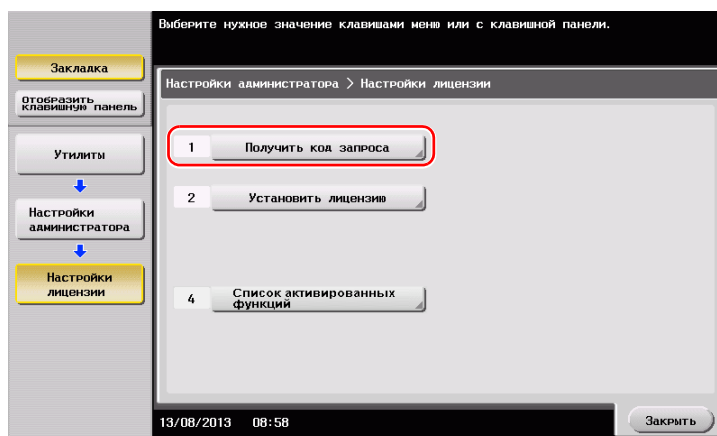 Выберите нужное значение клавишами меню или с клавишной панели.
Закладка
Отобразить
клавишную панель
Утилиты
Настройки
администратора
Настройки
лицензии
Настройки администратора > Настройки лицензии
1 Получить код запроса
2 Установить лицензию
4 Список активированных
функций
13/08/2013 08:58
Закрыть